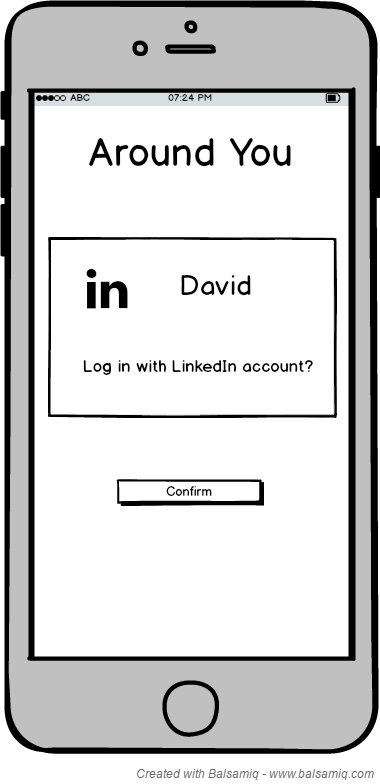 ABC 07:24 PM
Around You
in David
Log in with LinkedIn account?
Confirm
Created with Balsamiq - www.balsamiq.com